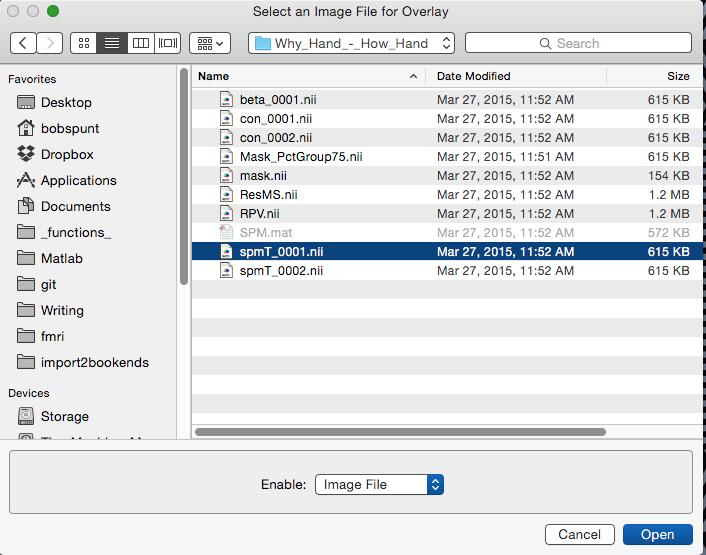 Select an Image File for Overlay
Why_Hand_-_How_Hand
Search
Favorites
Desktop
bobspunt
Dropbox
Applications
Documents
_functions_
Matlab
git
Writing
fmri
import2bookends
Devices
Storage
Name Date Modified Size
beta_0001.nii Mar 27, 2015, 11:52 AM 615 KB
con_0001.nii Mar 27, 2015, 11:52 AM 615 KB
con_0002.nii Mar 27, 2015, 11:52 AM 615 KB
Mask_PctGroup75.nii Mar 27, 2015, 11:51 AM 615 KB
mask.nii Mar 27, 2015, 11:52 AM 154 KB
ResMS.nii Mar 27, 2015, 11:52 AM 1.2 MB
RPV.nii Mar 27, 2015, 11:52 AM 1.2 MB
SPM.mat Mar 27, 2015, 11:52 AM 572 KB
spmT_0001.nii Mar 27, 2015, 11:52 AM 615 KB
spmT_0002.nii Mar 27, 2015, 11:52 AM 615 KB
Enable: Image File
Cancel Open